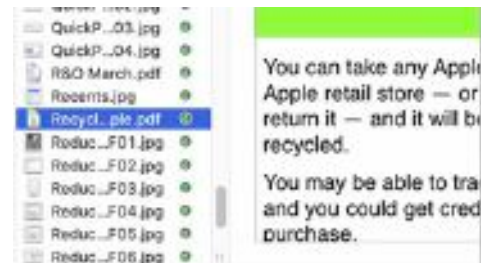 QuickP...03.jpg
QuickP...04.jpg
R&O March.pdf
Recents.jpg
Recycl...ple.pdf
Reduc...F01.jpg
Reduc...F02.jpg
Reduc...F03.jpg
Reduc...F04.jpg
Reduc...F05.jpg
Reduc...F06.jpg
You can take any Appl
Apple retail store — or
return it — and it will be
recycled.
You may be able to tra
and you could get cred
purchase.